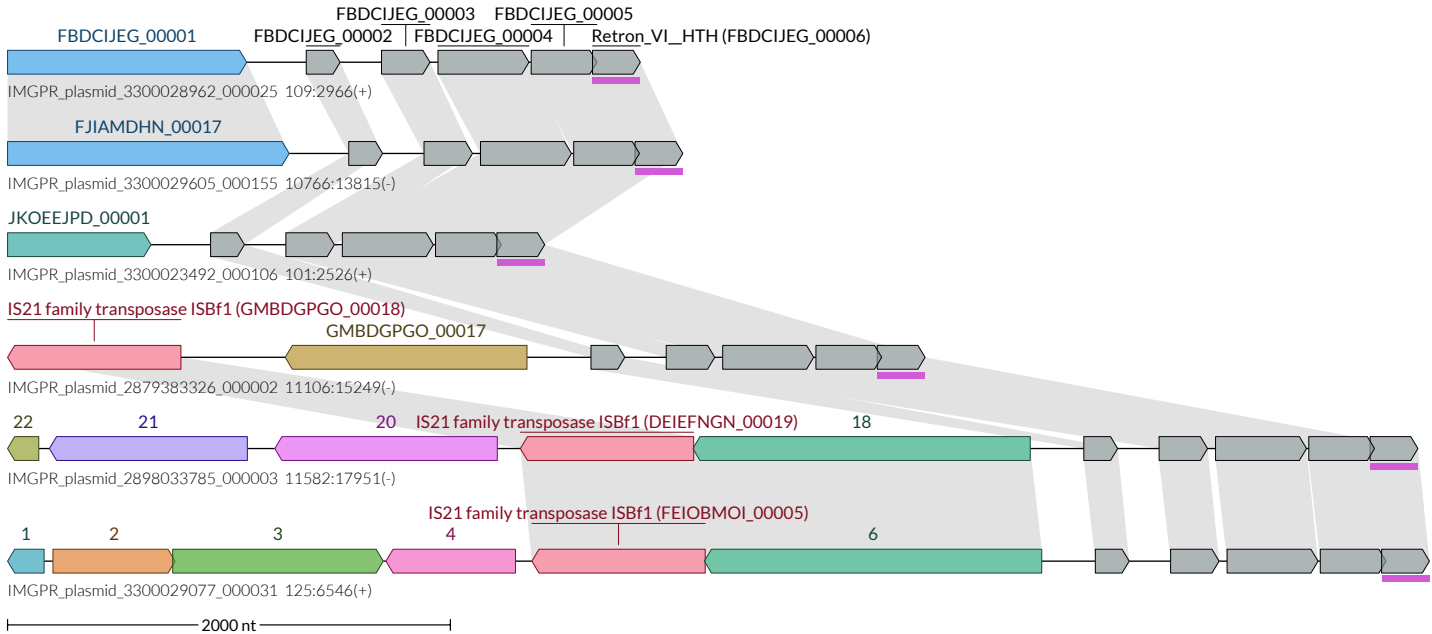 FBDCIJEG_00003 FBDCIJEG_00005
FBDCIJEG_00001 FBDCIJEG_00002 FBDCIJEG_00004 Retron_VI__HTH (FBDCIJEG_00006)
IMGPR_plasmid_3300028962_000025 109:2966(+)
FJIAMDHN_00017
IMGPR_plasmid_3300029605_000155 10766:13815(-)
JKOEEJPD_00001
IMGPR_plasmid_3300023492_000106 101:2526(+)
IS21 family transposase ISBf1 (GMBDGPGO_00018)
GMBDGPGO_00017
IMGPR_plasmid_2879383326_000002 11106:15249(-)
22 21 20 IS21 family transposase ISBf1 (DEIEFNGN_00019) 18
IMGPR_plasmid_2898033785_000003 11582:17951(-)
IS21 family transposase ISBf1 (FEIOBMOI_00005)
1 2 3 4 6
IMGPR_plasmid_3300029077_000031 125:6546(+)
2000 nt